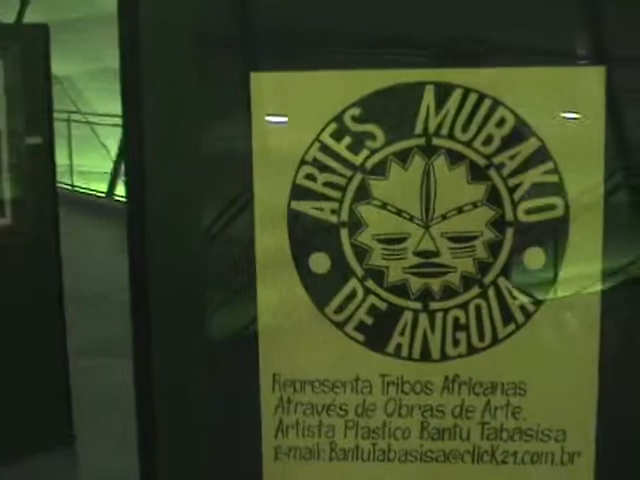 ARTES MUBAKO
DE ANGOLA
Representa Tribos Africanas
Através de Obras de Arte.
Artista Plastico Bantu Tabasisa
E-mail: BantuTabasisa@click21.com.br